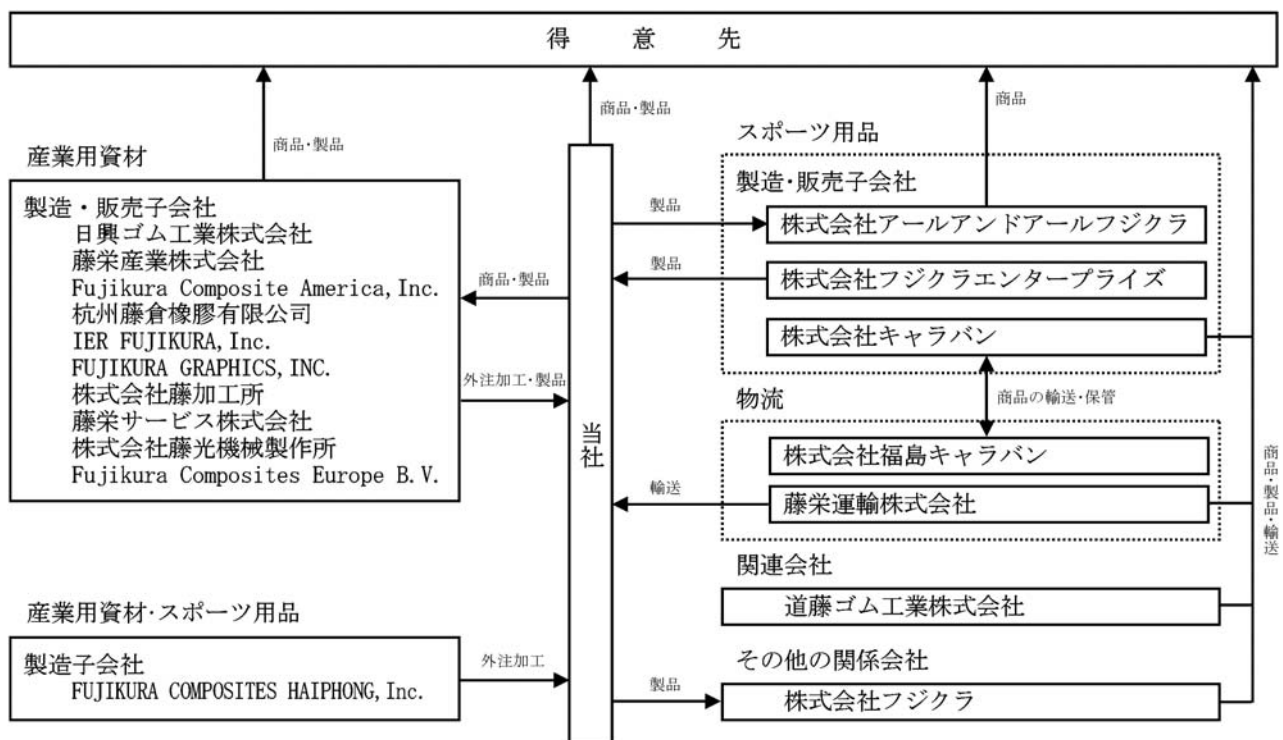 得意先
商品・製品
産業用資材
製造・販売子会社
日興ゴム工業株式会社
藤栄産業株式会社
Fujikura Composite America, Inc.
杭州藤倉橡膠有限公司
IER FUJIKURA, Inc.
FUJIKURA GRAPHICS, INC.
株式会社藤加工所
藤栄サービス株式会社
株式会社藤光機械製作所
Fujikura Composites Europe B.V.
産業用資材・スポーツ用品
製造子会社
FUJIKURA COMPOSITES HAIPHONG, Inc.
商品・製品
商品・製品
外注加工・製品
外注加工
当社
製品
製品
輸送
製品
商品
スポーツ用品
製造・販売子会社
株式会社アールアンドアールフジクラ
株式会社フジクラエンタープライズ
株式会社キャラバン
商品の輸送・保管
物流
株式会社福島キャラバン
藤栄運輸株式会社
関連会社
道藤ゴム工業株式会社
その他の関係会社
株式会社フジクラ
商品・製品・輸送